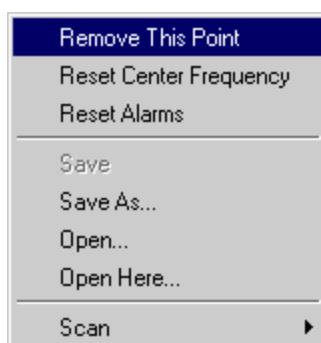 Remove This Point
Reset Center Frequency
Reset Alarms
Save
Save As...
Open...
Open Here...
Scan